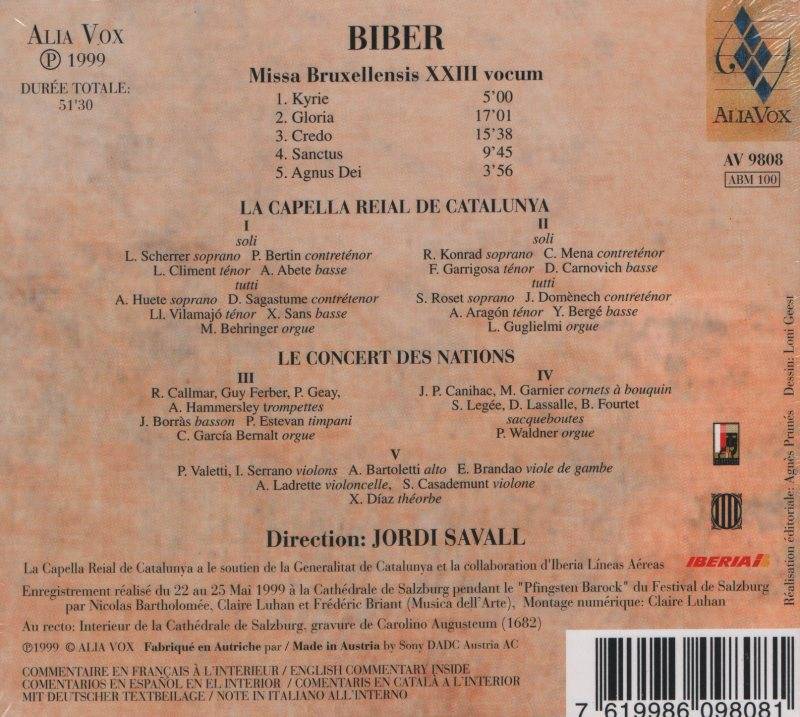 ALIA VOX
Ⓟ 1999
DURÉE TOTALE:
51'30
BIBER
Missa Bruxellensis XXIII vocum
1. Kyrie 5'00
2. Gloria 17'01
3. Credo 15'38
4. Sanctus 9'45
5. Agnus Dei 3'56
ALIAVOX
AV 9808
ABM 100
LA CAPELLA REIAL DE CATALUNYA
I
soli
L. Scherrer soprano P. Bertin contreténor
L. Climent ténor A. Abete basse
tutti
A. Huete soprano D. Sagastume contrétenor
Ll. Vilamajó ténor X. Sans basse
M. Behringer orgue
II
soli
R. Konrad soprano C. Mena contreténor
F. Garrigosa ténor D. Carnovich basse
tutti
S. Roset soprano J. Domènech contreténor
A. Aragón ténor Y. Bergé basse
L. Guglielmi orgue
LE CONCERT DES NATIONS
III
R. Callmar, Guy Ferber, P. Geay,
A. Hammersley trompettes
J. Borràs basson P. Estevan timpani
C. García Bernalt orgue
IV
J. P. Canihac, M. Garnier cornets à bouquin
S. Legée, D. Lassalle, B. Fourtet
sacqueboutes
P. Waldner orgue
V
P. Valetti, I. Serrano violons A. Bartoletti alto E. Brandao viole de gambe
A. Ladrette violoncelle, S. Casademunt violone
X. Díaz théorbe
Direction: JORDI SAVALL
La Capella Reial de Catalunya a le soutien de la Generalitat de Catalunya et la collaboration d'Iberia Líneas Aéreas
IBERIA
Enregistrement réalisé du 22 au 25 Mai 1999 à la Cathédrale de Salzburg pendant le "Pfingsten Barock" du Festival de Salzburg
par Nicolas Bartholomée, Claire Luhan et Frédéric Briant (Musica dell'Arte), Montage numérique: Claire Luhan
Au recto: Interieur de la Cathédrale de Salzburg, gravure de Carolino Augusteum (1682)
℗1999 © ALIA VOX Fabriqué en Autriche par / Made in Austria by Sony DADC Austria AC
COMMENTAIRE EN FRANÇAIS À L'INTERIEUR / ENGLISH COMMENTARY INSIDE
COMENTARIOS EN ESPAÑOL EN EL INTERIOR / COMENTARIS EN CATALÀ A L'INTERIOR
MIT DEUTSCHER TEXTBEILAGE / NOTE IN ITALIANO ALL'INTERNO
7 619986 098081
Réalisation éditoriale: Agnès Prunés Dessin: Loni Geest